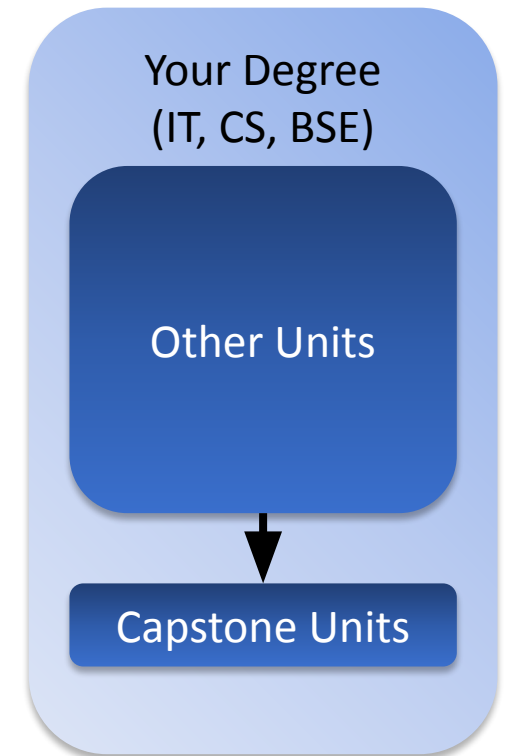 Your Degree
(IT, CS, BSE)
Other Units
Capstone Units